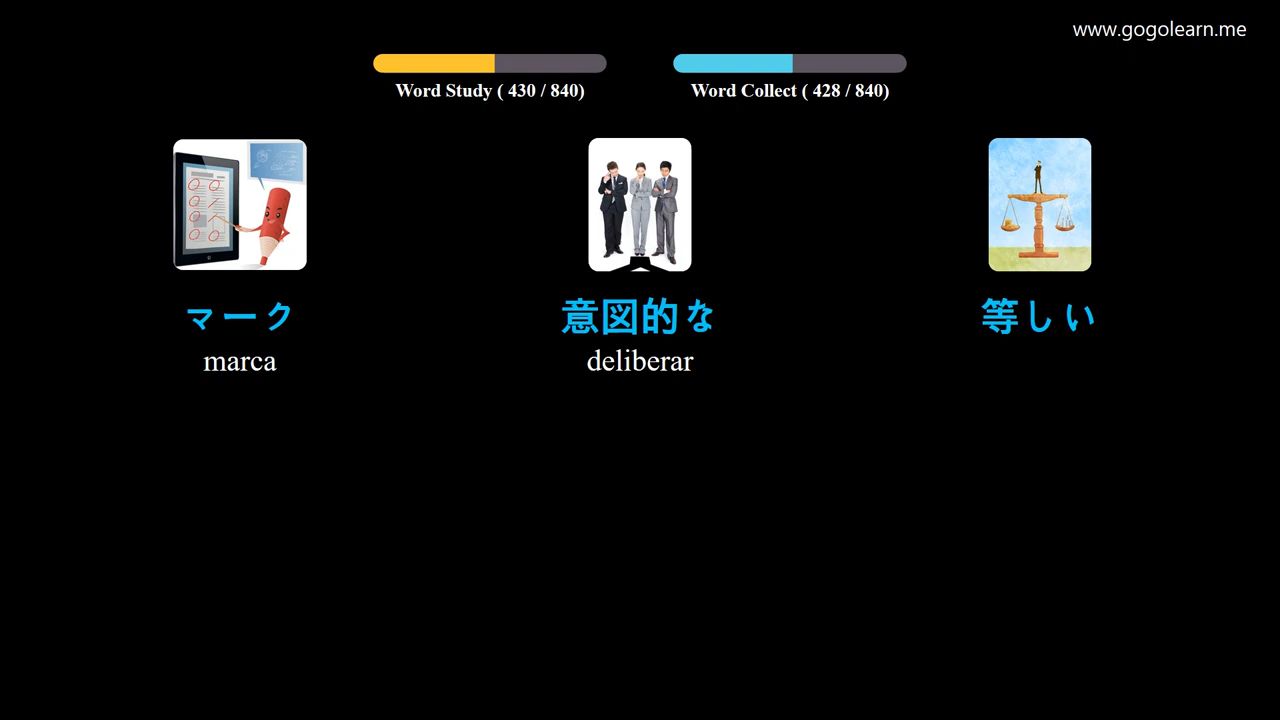 www.gogolearn.me
Word Study ( 430 / 840)
Word Collect ( 428 / 840)
マーク
marca
意図的な
deliberar
等しい